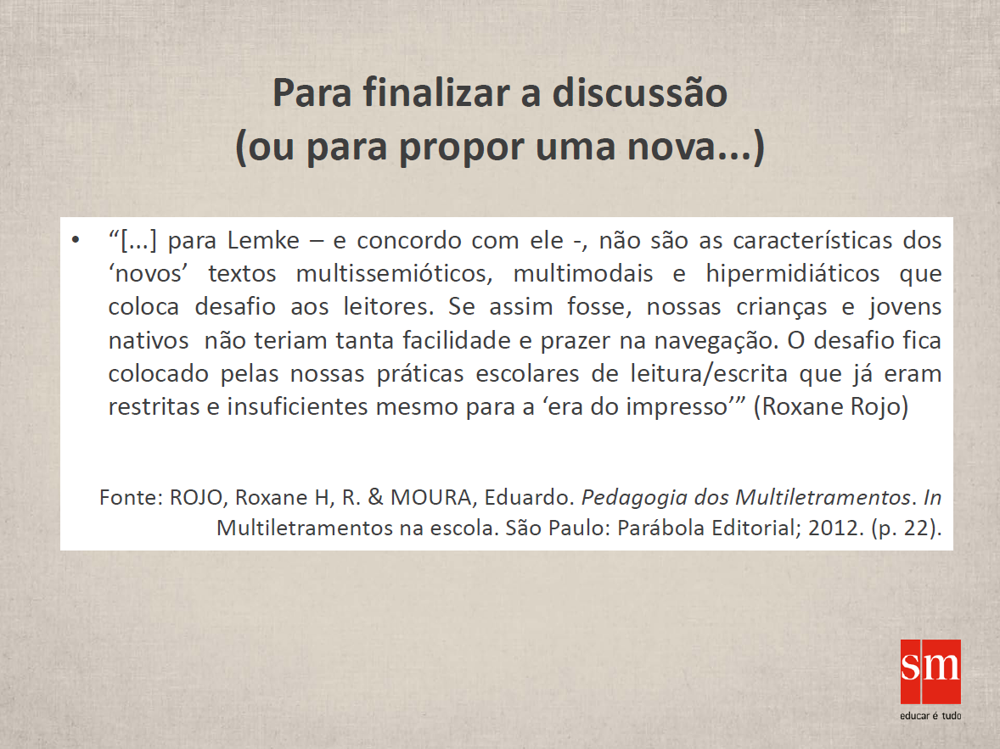 Para finalizar a discussão
(ou para propor uma nova...)
• “[...] para Lemke – e concordo com ele -, não são as características dos
‘novos’ textos multissemióticos, multimodais e hipermidiáticos que
coloca desafio aos leitores. Se assim fosse, nossas crianças e jovens
nativos não teriam tanta facilidade e prazer na navegação. O desafio fica
colocado pelas nossas práticas escolares de leitura/escrita que já eram
restritas e insuficientes mesmo para a ‘era do impresso’” (Roxane Rojo)
Fonte: ROJO, Roxane H, R. & MOURA, Eduardo. Pedagogia dos Multiletramentos. In
Multiletramentos na escola. São Paulo: Parábola Editorial; 2012. (p. 22).
sm
educar é tudo